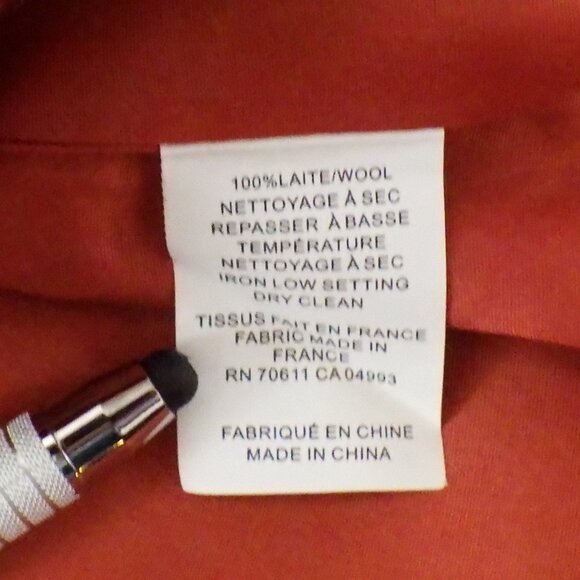 100%LAITE/WOOL
NETTOYAGE À SEC
REPASSER À BASSE
TEMPÉRATURE
NETTOYAGE À SEC
IRON LOW SETTING
DRY CLEAN
TISSUS FAIT EN FRANCE
FABRIC MADE IN
FRANCE
RN 70611 CA 04993
FABRIQUÉ EN CHINE
MADE IN CHINA